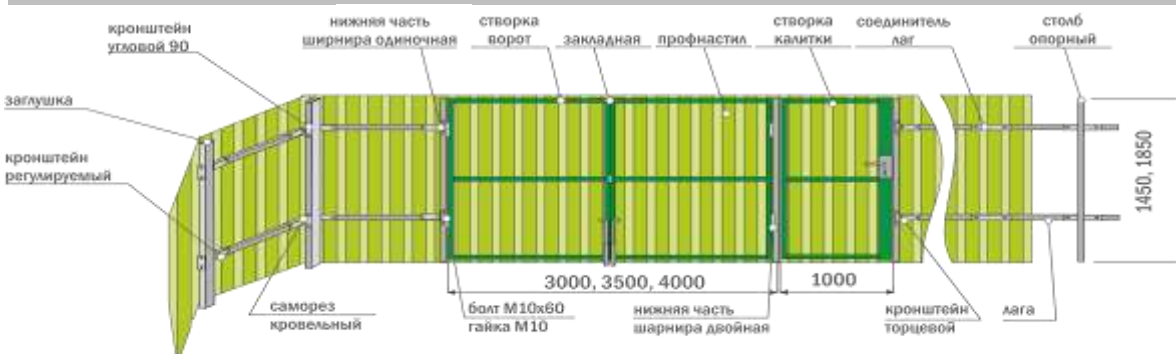 кронштейн
угловой 90
нижняя часть
ширнира одиночная
створка
ворот
закладная
профнастил
створка
калитки
соединитель
лаг
столб
опорный
заглушка
кронштейн
регулируемый
1450, 1850
3000, 3500, 4000
1000
саморез
кровельный
болт М10х60
гайка М10
нижняя часть
шарнира двойная
кронштейн
торцевой
лага